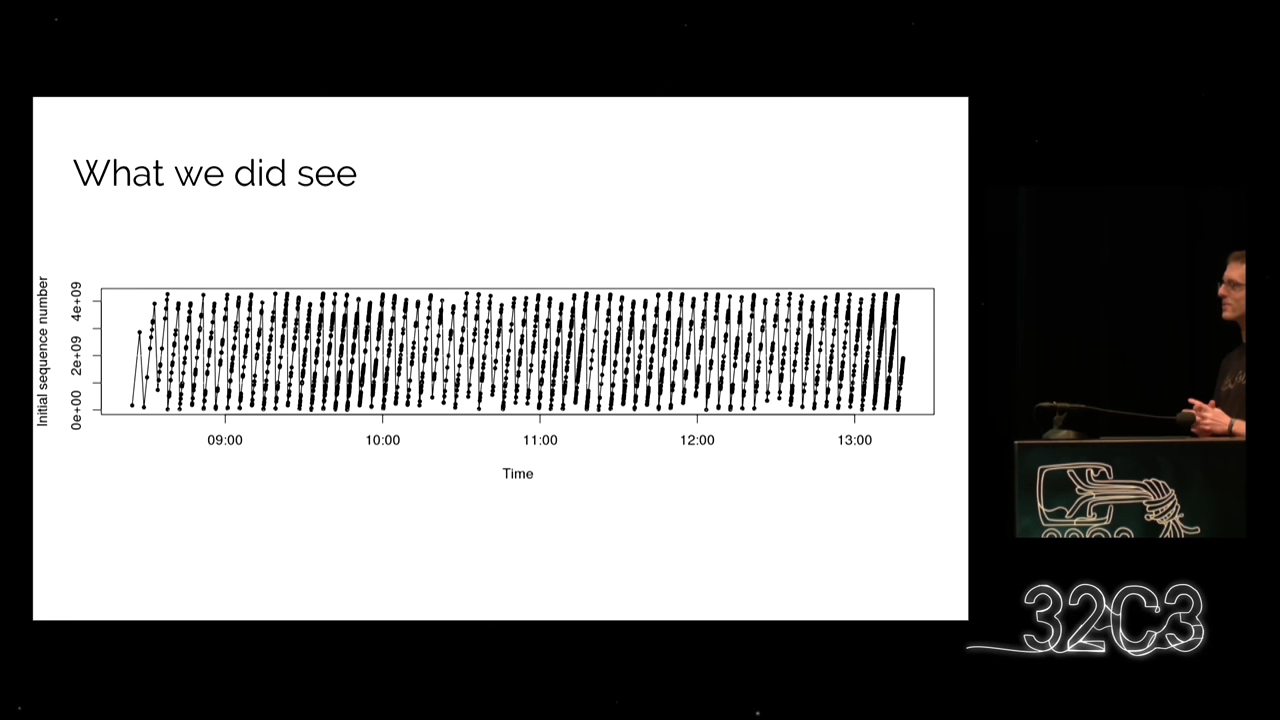 What we did see
Initial sequence number
0e+00 2e+09 4e+09
09:00 10:00 11:00 12:00 13:00
Time
32C3